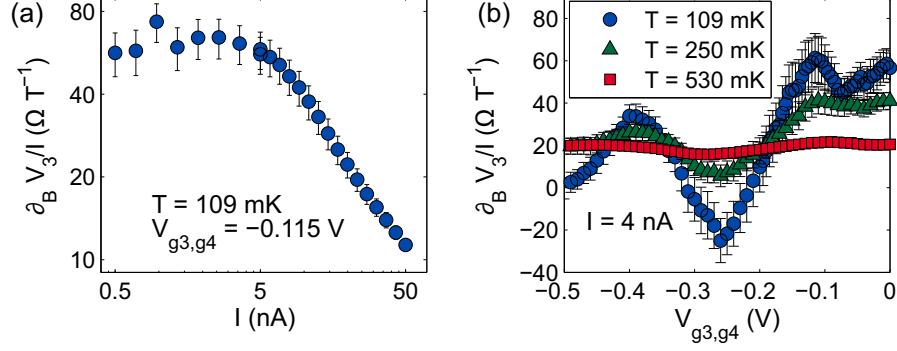 (a)
80
40
20
10
∂B V3/I (Ω T⁻¹)
T = 109 mK
Vg3,g4 = −0.115 V
0.5
5
50
I (nA)
(b)
T = 109 mK
T = 250 mK
T = 530 mK
80
60
40
20
0
−20
−40
∂B V3/I (Ω T⁻¹)
I = 4 nA
−0.5
−0.4
−0.3
−0.2
−0.1
0
Vg3,g4 (V)